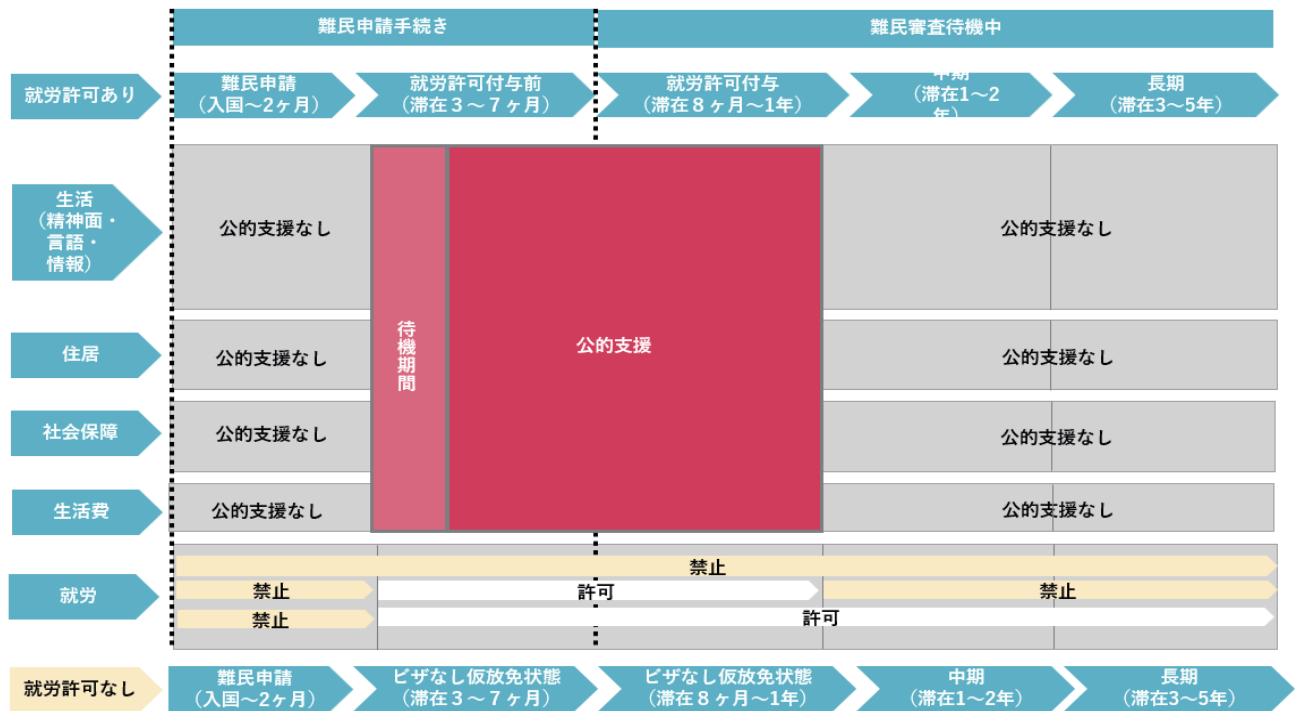 難民申請手続き
難民審査待機中
就労許可あり
難民申請
（入国～2ヶ月）
就労許可付与前
（滞在３～７ヶ月）
就労許可付与
（滞在８ヶ月～1年）
中期
（滞在1～2
年）
長期
（滞在3～5年）
生活
（精神面・
言語・
情報）
公的支援なし
公的支援なし
待機期間
公的支援
住居
公的支援なし
公的支援なし
社会保障
公的支援なし
公的支援なし
生活費
公的支援なし
公的支援なし
就労
禁止
禁止
許可
禁止
禁止
許可
就労許可なし
難民申請
（入国～2ヶ月）
ビザなし仮放免状態
（滞在３～７ヶ月）
ビザなし仮放免状態
（滞在８ヶ月～1年）
中期
（滞在1～2年）
長期
（滞在3～5年）